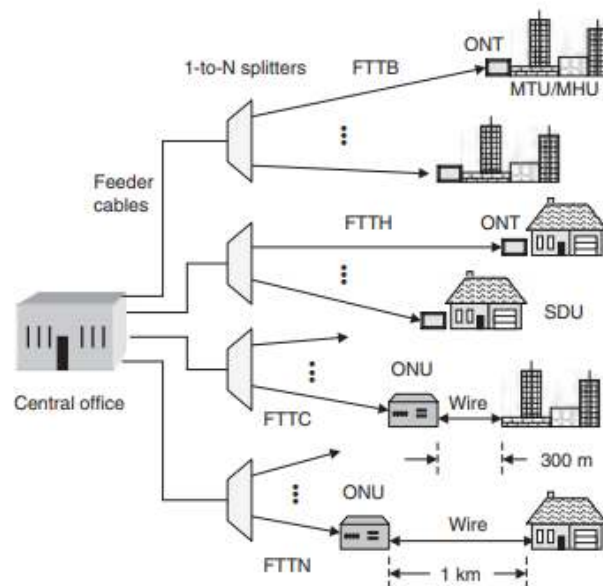 ONT
1-to-N splitters
FTTB
MTU/MHU
Feeder
cables
FTTH
ONT
SDU
Central office
ONU
Wire
FTTC
300 m
ONU
Wire
FTTN
1 km